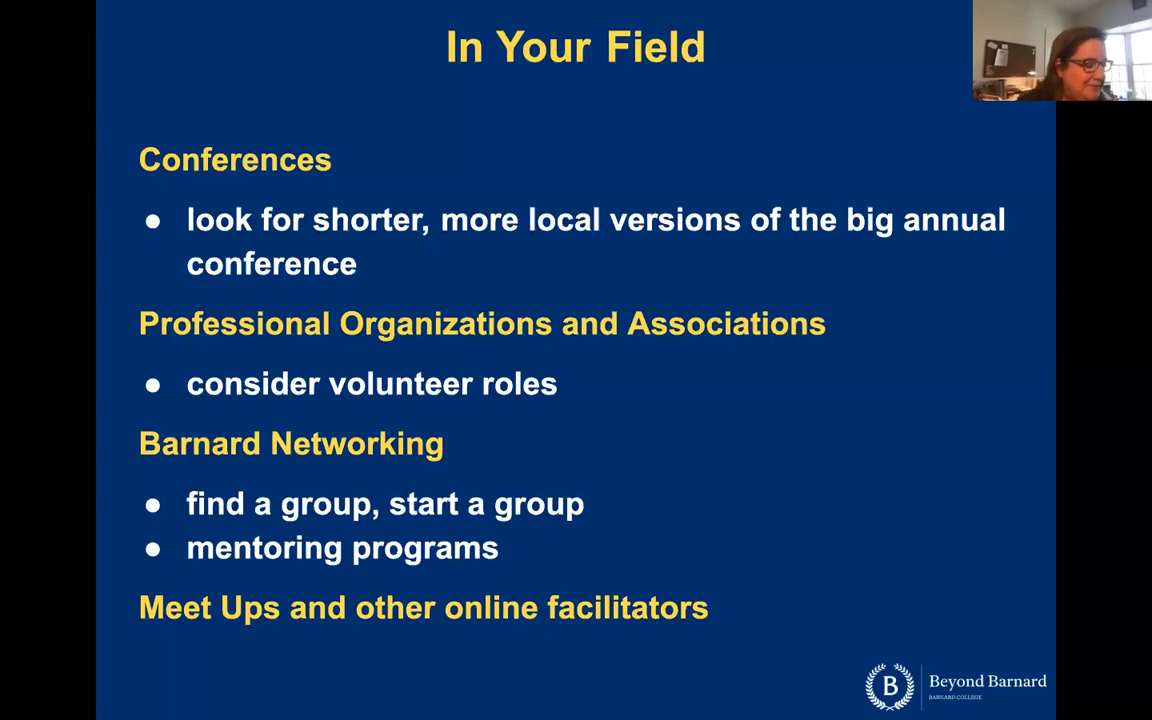 In Your Field
Conferences
● look for shorter, more local versions of the big annual
conference
Professional Organizations and Associations
● consider volunteer roles
Barnard Networking
● find a group, start a group
● mentoring programs
Meet Ups and other online facilitators
B
Beyond Barnard
BARNARD COLLEGE